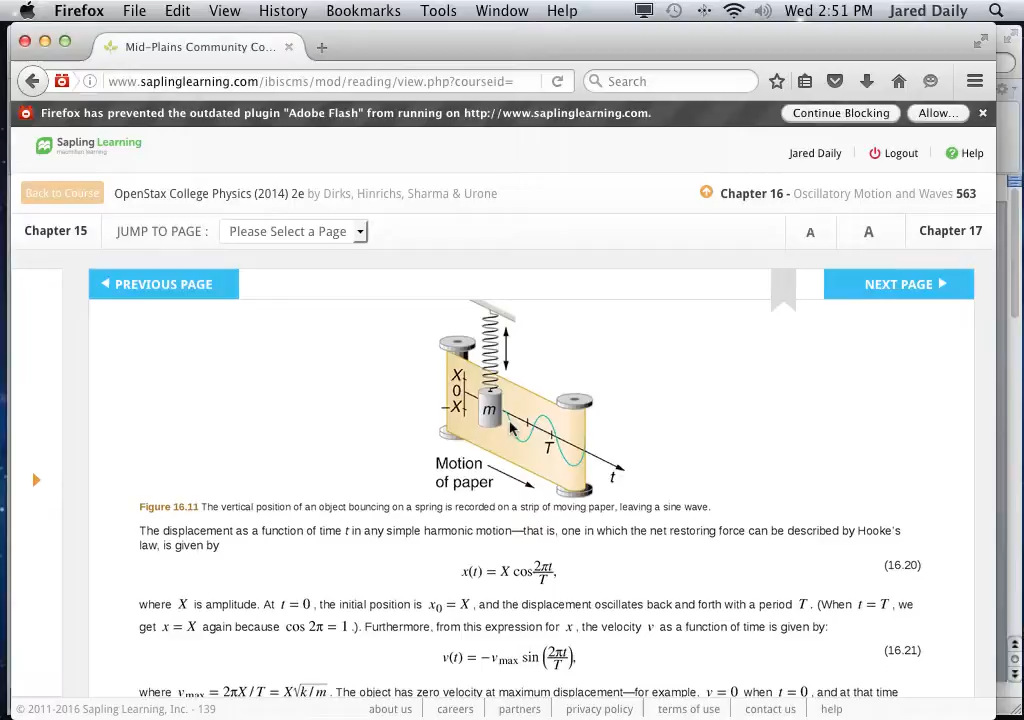 Firefox File Edit View History Bookmarks Tools Window Help Wed 2:51 PM Jared Daily
Mid-Plains Community Co...
www.saplinglearning.com/ibiscms/mod/reading/view.php?courseid= Search
Firefox has prevented the outdated plugin "Adobe Flash" from running on http://www.saplinglearning.com. Continue Blocking Allow...
Sapling Learning
macmillan learning
Jared Daily Logout Help
Back to Course OpenStax College Physics (2014) 2e by Dirks, Hinrichs, Sharma & Urone Chapter 16 - Oscillatory Motion and Waves 563
Chapter 15 JUMP TO PAGE : Please Select a Page A A Chapter 17
PREVIOUS PAGE NEXT PAGE
X
0
–X
m
T
t
Motion
of paper
Figure 16.11 The vertical position of an object bouncing on a spring is recorded on a strip of moving paper, leaving a sine wave.
The displacement as a function of time t in any simple harmonic motion—that is, one in which the net restoring force can be described by Hooke's
law, is given by
x(t) = X cos 2πt/T, (16.20)
where X is amplitude. At t = 0 , the initial position is x₀ = X , and the displacement oscillates back and forth with a period T . (When t = T , we
get x = X again because cos 2π = 1 .). Furthermore, from this expression for x , the velocity v as a function of time is given by:
v(t) = −vmax sin (2πt/T), (16.21)
where vmax = 2πX/T = X√k/m . The object has zero velocity at maximum displacement—for example, v = 0 when t = 0 , and at that time
© 2011-2016 Sapling Learning, Inc. - 139 about us careers partners privacy policy terms of use contact us help